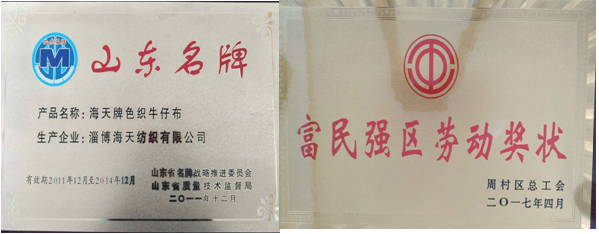 山东名牌
产品名称：海天牌色织牛仔布
生产企业：淄博海天纺织有限公司
有效期2011年12月至2014年12月
山东省名牌战略推进委员会
山东省质量技术监督局
二〇一一年十二月
富民强区劳动奖状
周村区总工会
二〇一七年四月